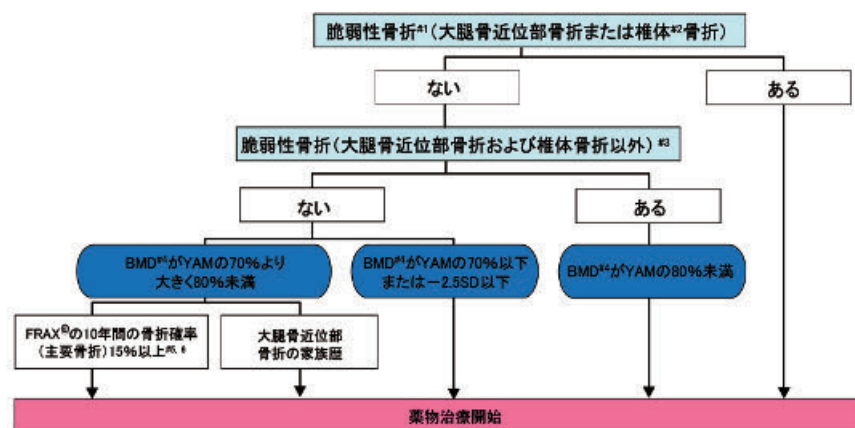 脆弱性骨折#1(大腿骨近位部骨折または椎体#2骨折)
ない
ある
脆弱性骨折(大腿骨近位部骨折および椎体骨折以外)#3
ない
ある
BMD#4がYAMの70%より
大きく80%未満
BMD#4がYAMの70%以下
または−2.5SD以下
BMD#4がYAMの80%未満
FRAX®の10年間の骨折確率
(主要骨折)15%以上#5, 6
大腿骨近位部
骨折の家族歴
薬物治療開始